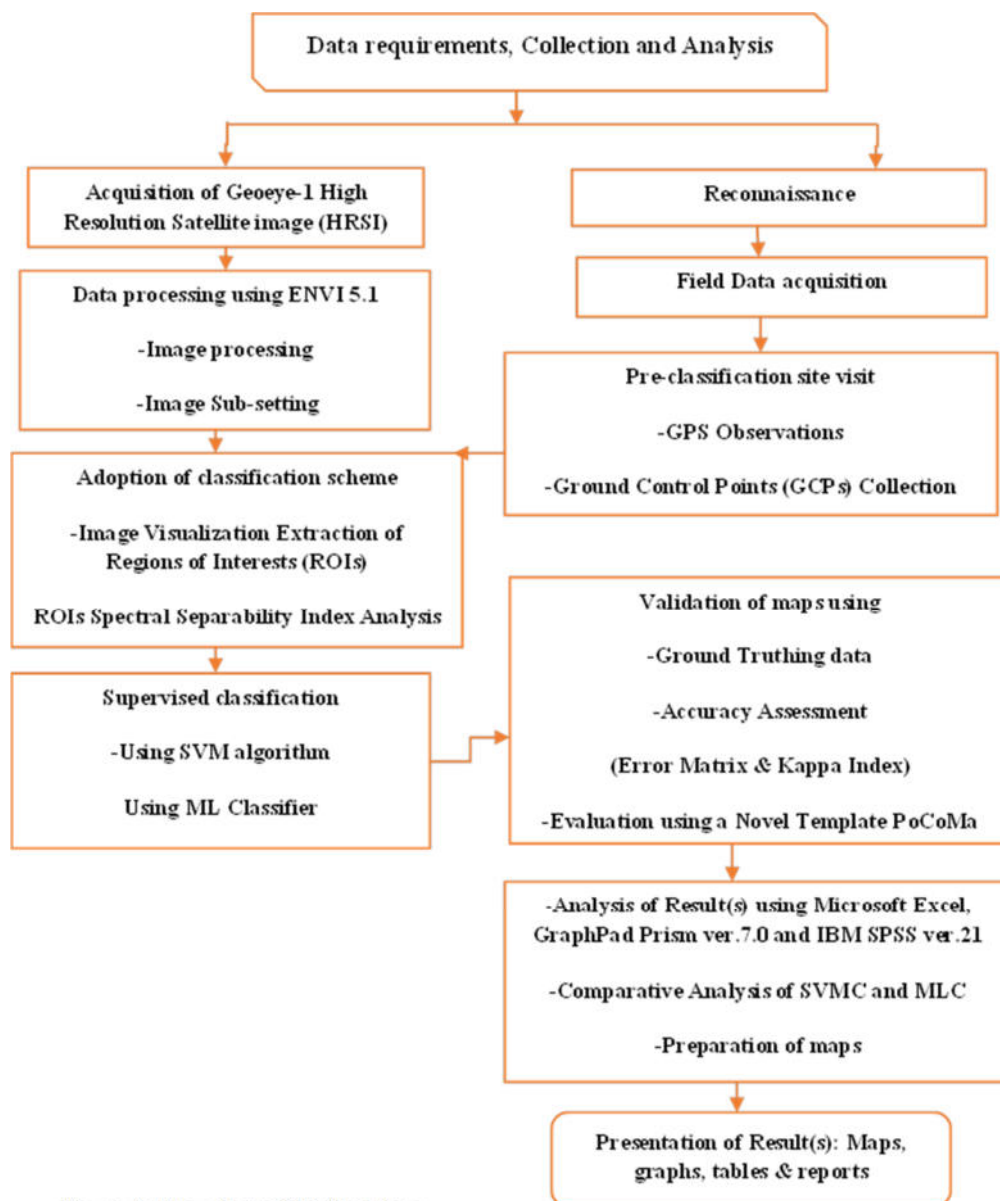 Data requirements, Collection and Analysis
Acquisition of Geoeye-1 High
Resolution Satellite image (HRSI)
Reconnaissance
Data processing using ENVI 5.1
-Image processing
-Image Sub-setting
Field Data acquisition
Pre-classification site visit
-GPS Observations
-Ground Control Points (GCPs) Collection
Adoption of classification scheme
-Image Visualization Extraction of
Regions of Interests (ROIs)
ROIs Spectral Separability Index Analysis
Supervised classification
-Using SVM algorithm
Using ML Classifier
Validation of maps using
-Ground Truthing data
-Accuracy Assessment
(Error Matrix & Kappa Index)
-Evaluation using a Novel Template PoCoMa
-Analysis of Result(s) using Microsoft Excel,
GraphPad Prism ver.7.0 and IBM SPSS ver.21
-Comparative Analysis of SVMC and MLC
-Preparation of maps
Presentation of Result(s): Maps,
graphs, tables & reports